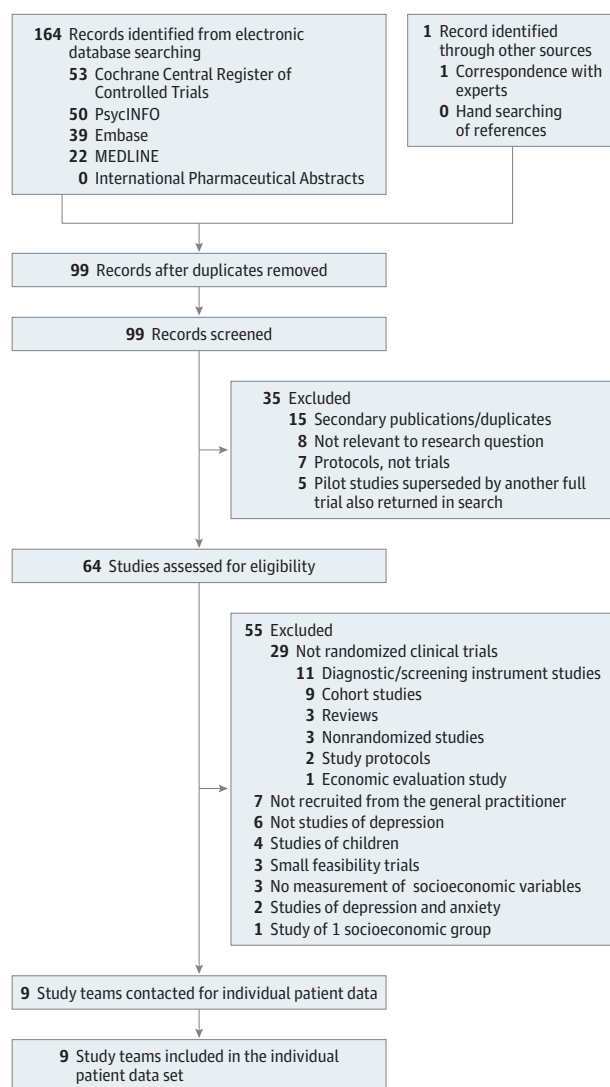 164 Records identified from electronic
database searching
53 Cochrane Central Register of
Controlled Trials
50 PsycINFO
39 Embase
22 MEDLINE
0 International Pharmaceutical Abstracts
1 Record identified
through other sources
1 Correspondence with
experts
0 Hand searching
of references
99 Records after duplicates removed
99 Records screened
35 Excluded
15 Secondary publications/duplicates
8 Not relevant to research question
7 Protocols, not trials
5 Pilot studies superseded by another full
trial also returned in search
64 Studies assessed for eligibility
55 Excluded
29 Not randomized clinical trials
11 Diagnostic/screening instrument studies
9 Cohort studies
3 Reviews
3 Nonrandomized studies
2 Study protocols
1 Economic evaluation study
7 Not recruited from the general practitioner
6 Not studies of depression
4 Studies of children
3 Small feasibility trials
3 No measurement of socioeconomic variables
2 Studies of depression and anxiety
1 Study of 1 socioeconomic group
9 Study teams contacted for individual patient data
9 Study teams included in the individual
patient data set